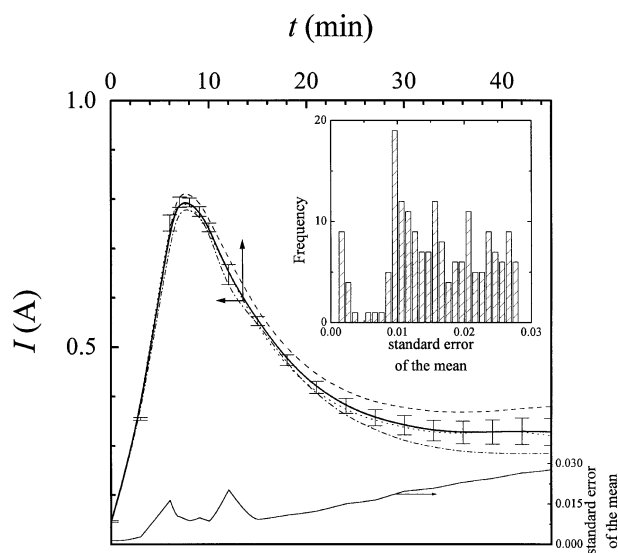 t (min)
0 10 20 30 40
1.0
0.5
I (A)
20
10
0
Frequency
0.00 0.01 0.02 0.03
standard error
of the mean
0.030
0.015
0.000
standard error
of the mean